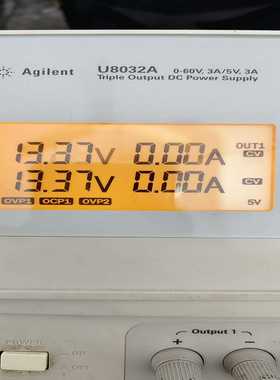 Agilent
U8032A 0-60V, 3A/5V, 3A
Triple Output DC Power Supply
13.37V 0.00A OUT1 CV
13.37V 0.00A CV
OVP1 OCP1 OVP2 5V
POWER
Output 1
+ -